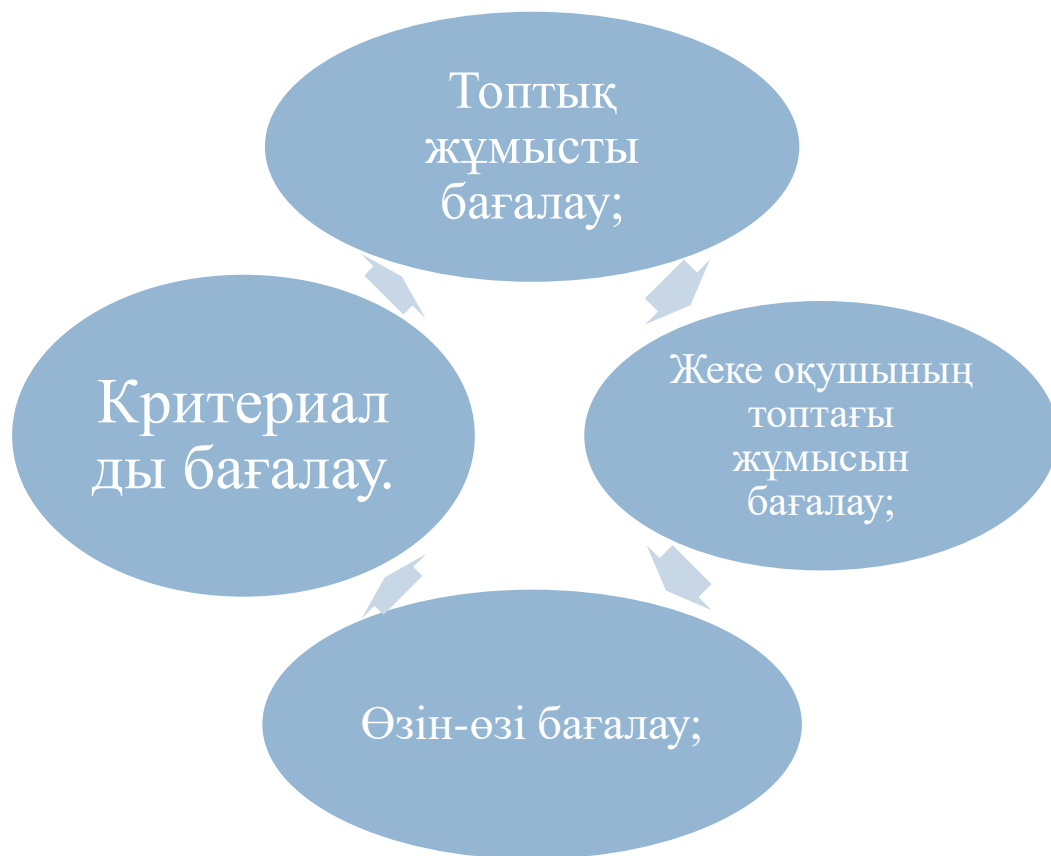 Топтық
жұмысты
бағалау;
Жеке оқушының
топтағы
жұмысын
бағалау;
Өзін-өзі бағалау;
Критериал
ды бағалау.